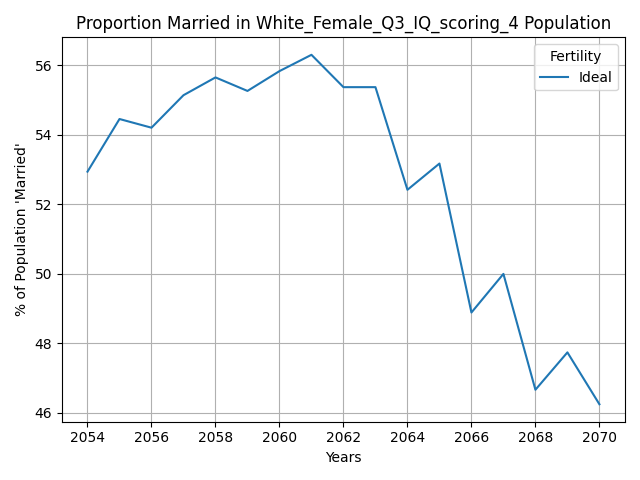 Proportion Married in White_Female_Q3_IQ_scoring_4 Population
% of Population 'Married'
56
54
52
50
48
46
Fertility
Ideal
2054 2056 2058 2060 2062 2064 2066 2068 2070
Years